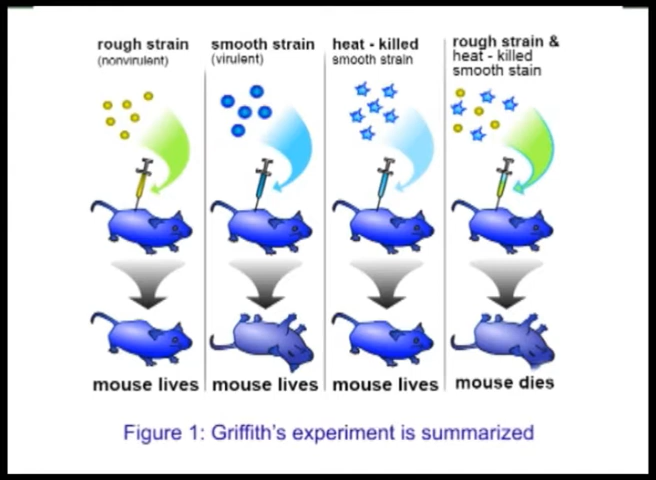 rough strain
(nonvirulent)
smooth strain
(virulent)
heat - killed
smooth strain
rough strain &
heat - killed
smooth stain
mouse lives
mouse lives
mouse lives
mouse dies
Figure 1: Griffith's experiment is summarized